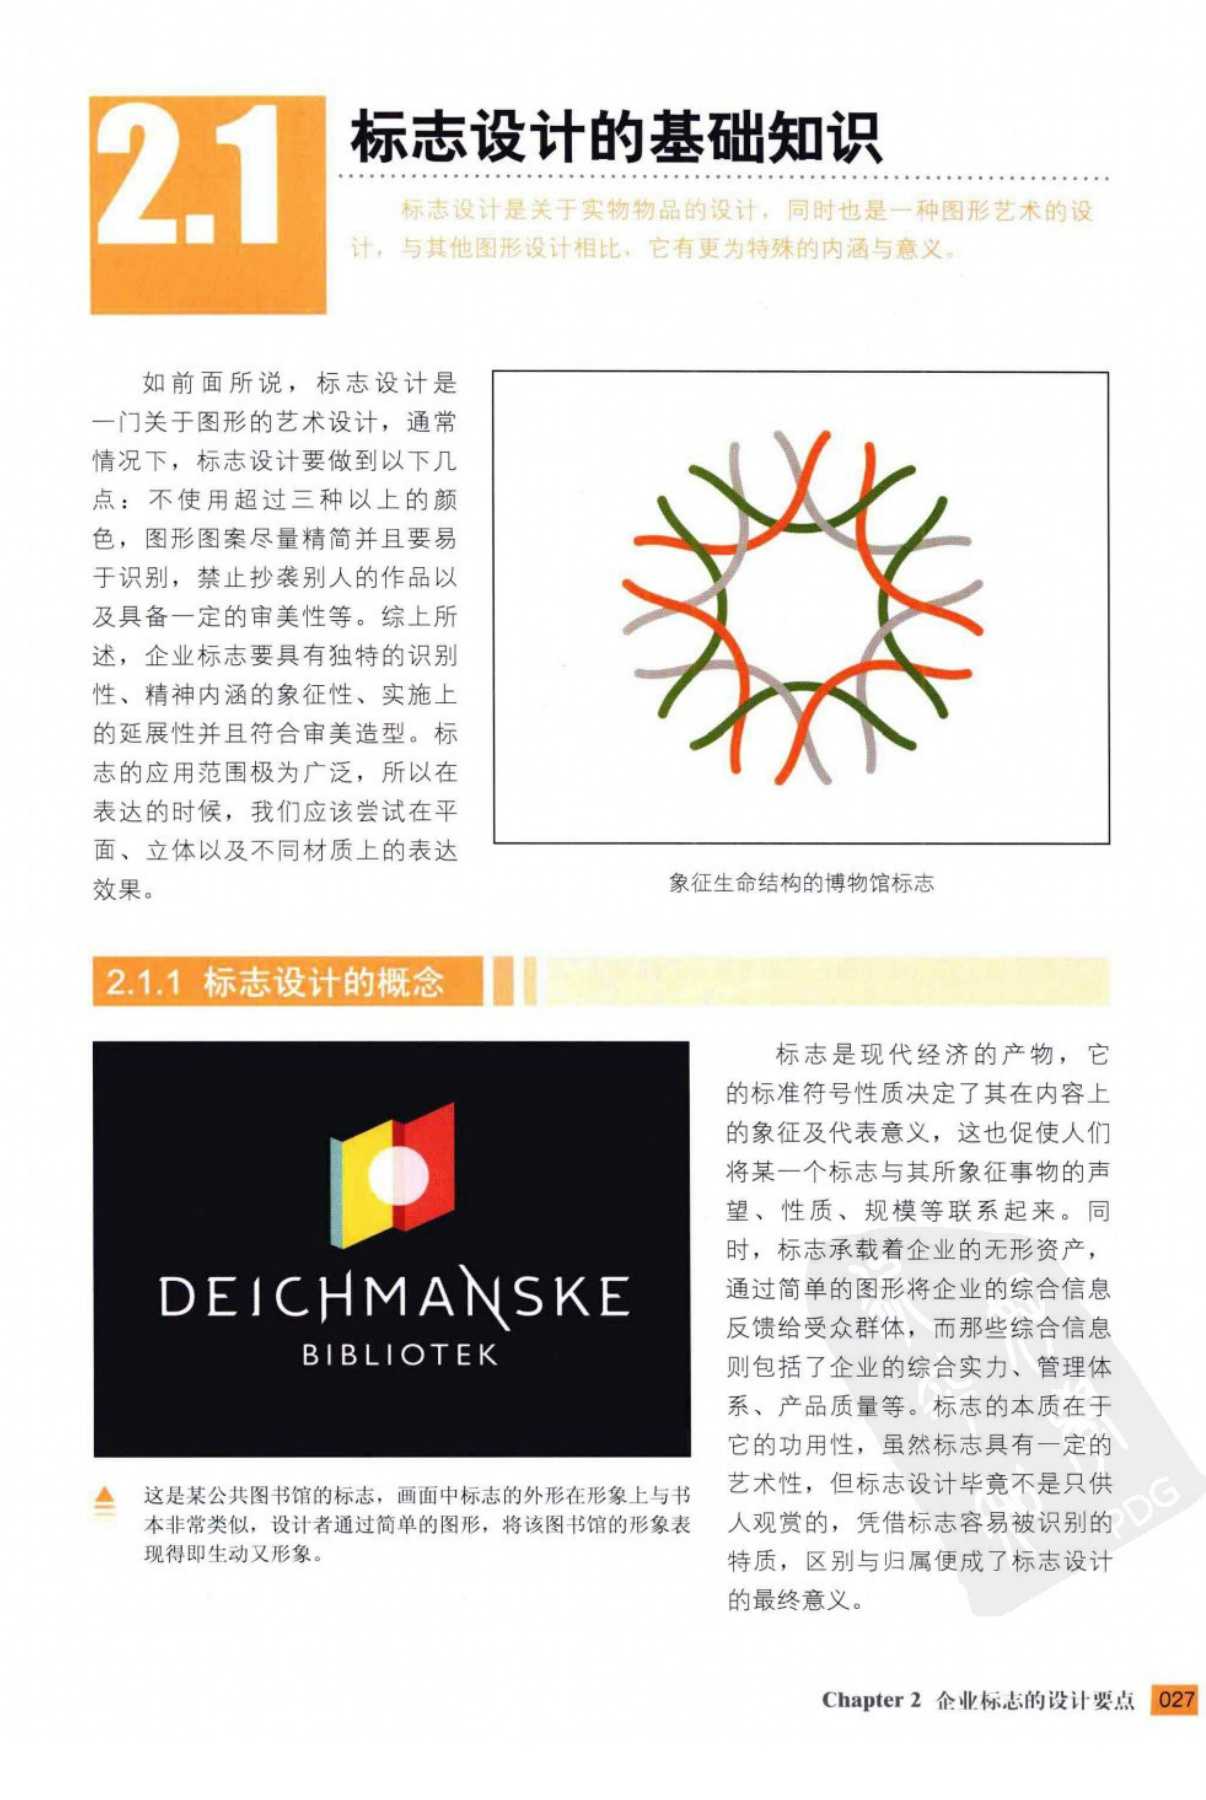 2.1
标志设计的基础知识
标志设计是关于实物物品的设计，同时也是一种图形艺术的设
计，与其他图形设计相比，它有更为特殊的内涵与意义。
如前面所说，标志设计是
一门关于图形的艺术设计，通常
情况下，标志设计要做到以下几
点：不使用超过三种以上的颜
色，图形图案尽量精简并且要易
于识别，禁止抄袭别人的作品以
及具备一定的审美性等。综上所
述，企业标志要具有独特的识别
性、精神内涵的象征性、实施上
的延展性并且符合审美造型。标
志的应用范围极为广泛，所以在
表达的时候，我们应该尝试在平
面、立体以及不同材质上的表达
效果。
象征生命结构的博物馆标志
2.1.1 标志设计的概念
DEICHMANSKE
BIBLIOTEK
这是某公共图书馆的标志，画面中标志的外形在形象上与书
本非常类似，设计者通过简单的图形，将该图书馆的形象表
现得即生动又形象。
标志是现代经济的产物，它
的标准符号性质决定了其在内容上
的象征及代表意义，这也促使人们
将某一个标志与其所象征事物的声
望、性质、规模等联系起来。同
时，标志承载着企业的无形资产，
通过简单的图形将企业的综合信息
反馈给受众群体，而那些综合信息
则包括了企业的综合实力、管理体
系、产品质量等。标志的本质在于
它的功用性，虽然标志具有一定的
艺术性，但标志设计毕竟不是只供
人观赏的，凭借标志容易被识别的
特质，区别与归属便成了标志设计
的最终意义。
PDG
Chapter 2 企业标志的设计要点 027